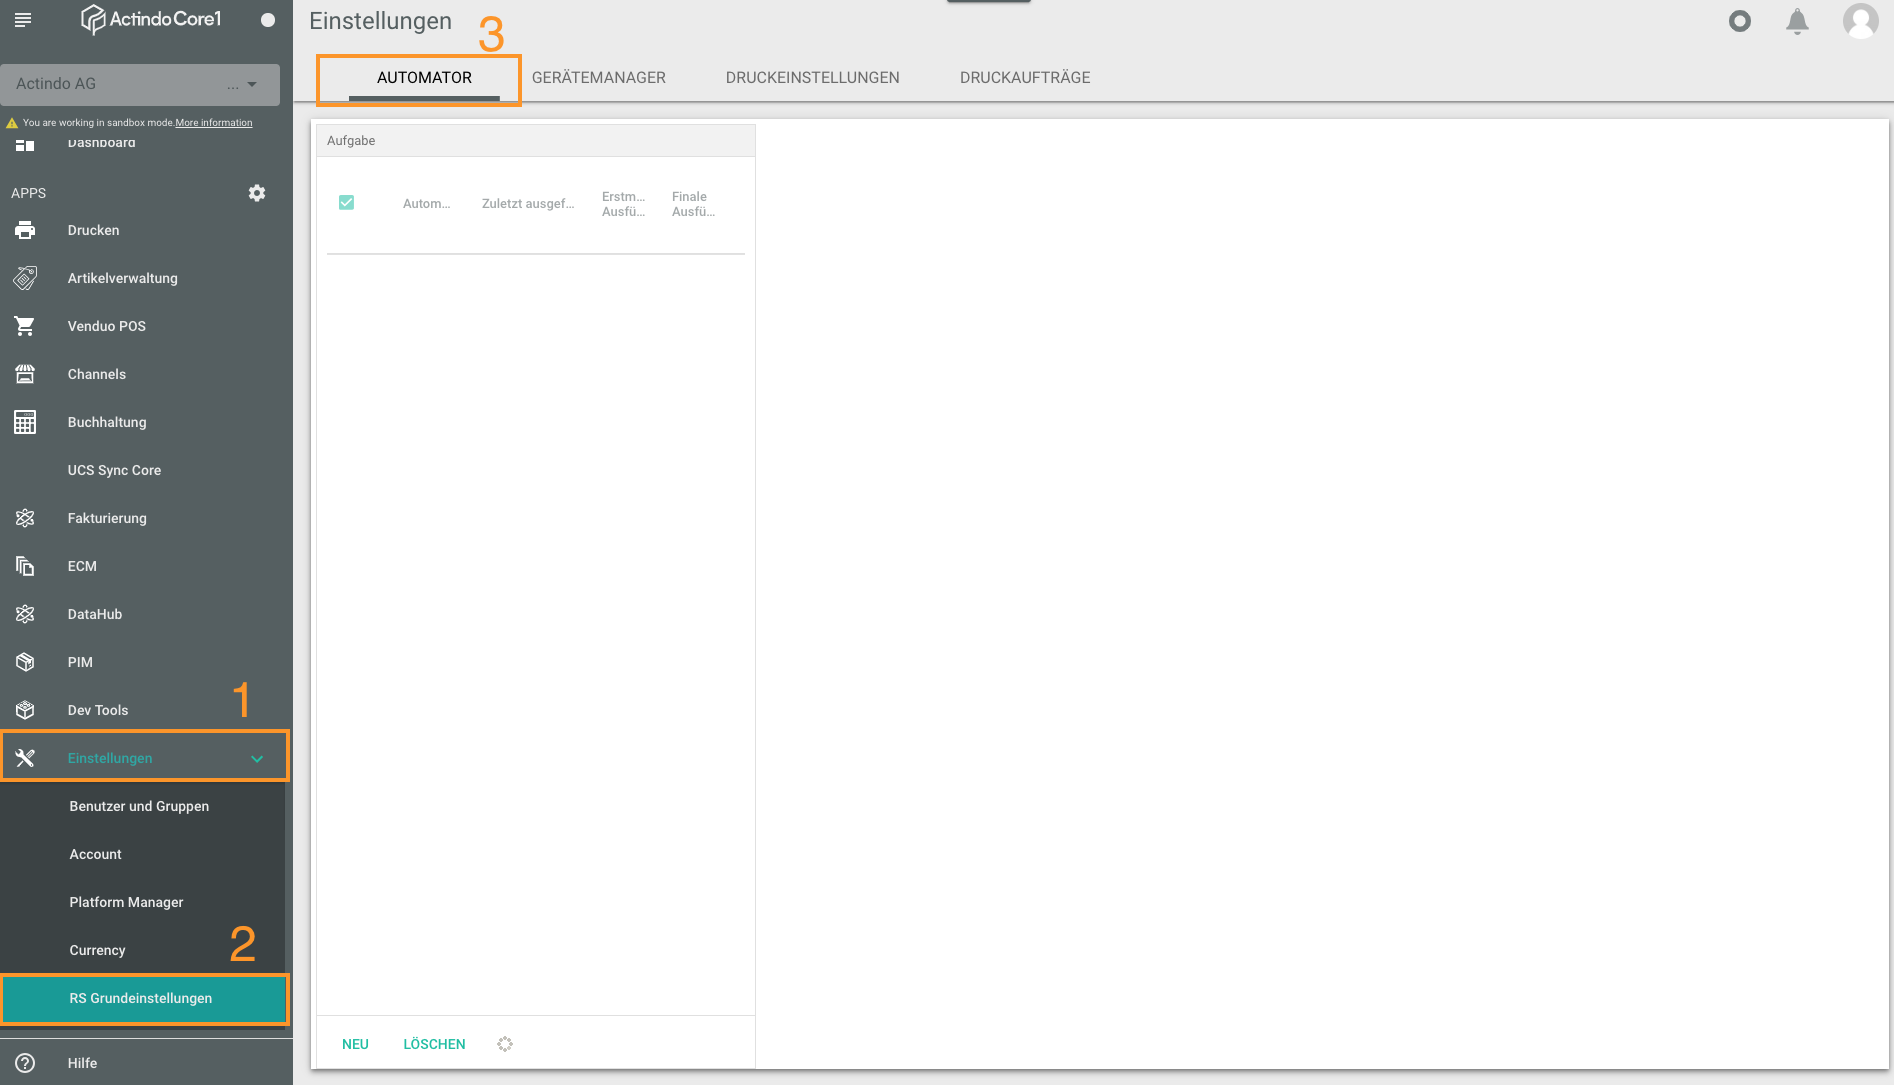 Actindo Core1
Actindo AG ...
You are working in sandbox mode.More information
Dashboard
APPS
Drucken
Artikelverwaltung
Venduo POS
Channels
Buchhaltung
UCS Sync Core
Fakturierung
ECM
DataHub
PIM
Dev Tools
1
Einstellungen
Benutzer und Gruppen
Account
Platform Manager
Currency
2
RS Grundeinstellungen
Hilfe
Einstellungen
3
AUTOMATOR GERÄTEMANAGER DRUCKEINSTELLUNGEN DRUCKAUFTRÄGE
Aufgabe
Autom... Zuletzt ausgef... Erstm... Finale
Ausfü... Ausfü...
NEU LÖSCHEN